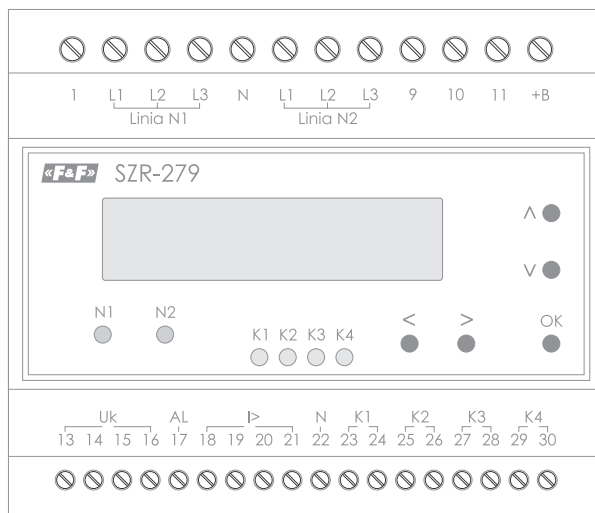 1 L1 L2 L3 N L1 L2 L3 9 10 11 +B
Linia N1 Linia N2
«F&F» SZR-279
˄
˅
N1 N2 < > OK
K1 K2 K3 K4
Uk AL I> N K1 K2 K3 K4
13 14 15 16 17 18 19 20 21 22 23 24 25 26 27 28 29 30